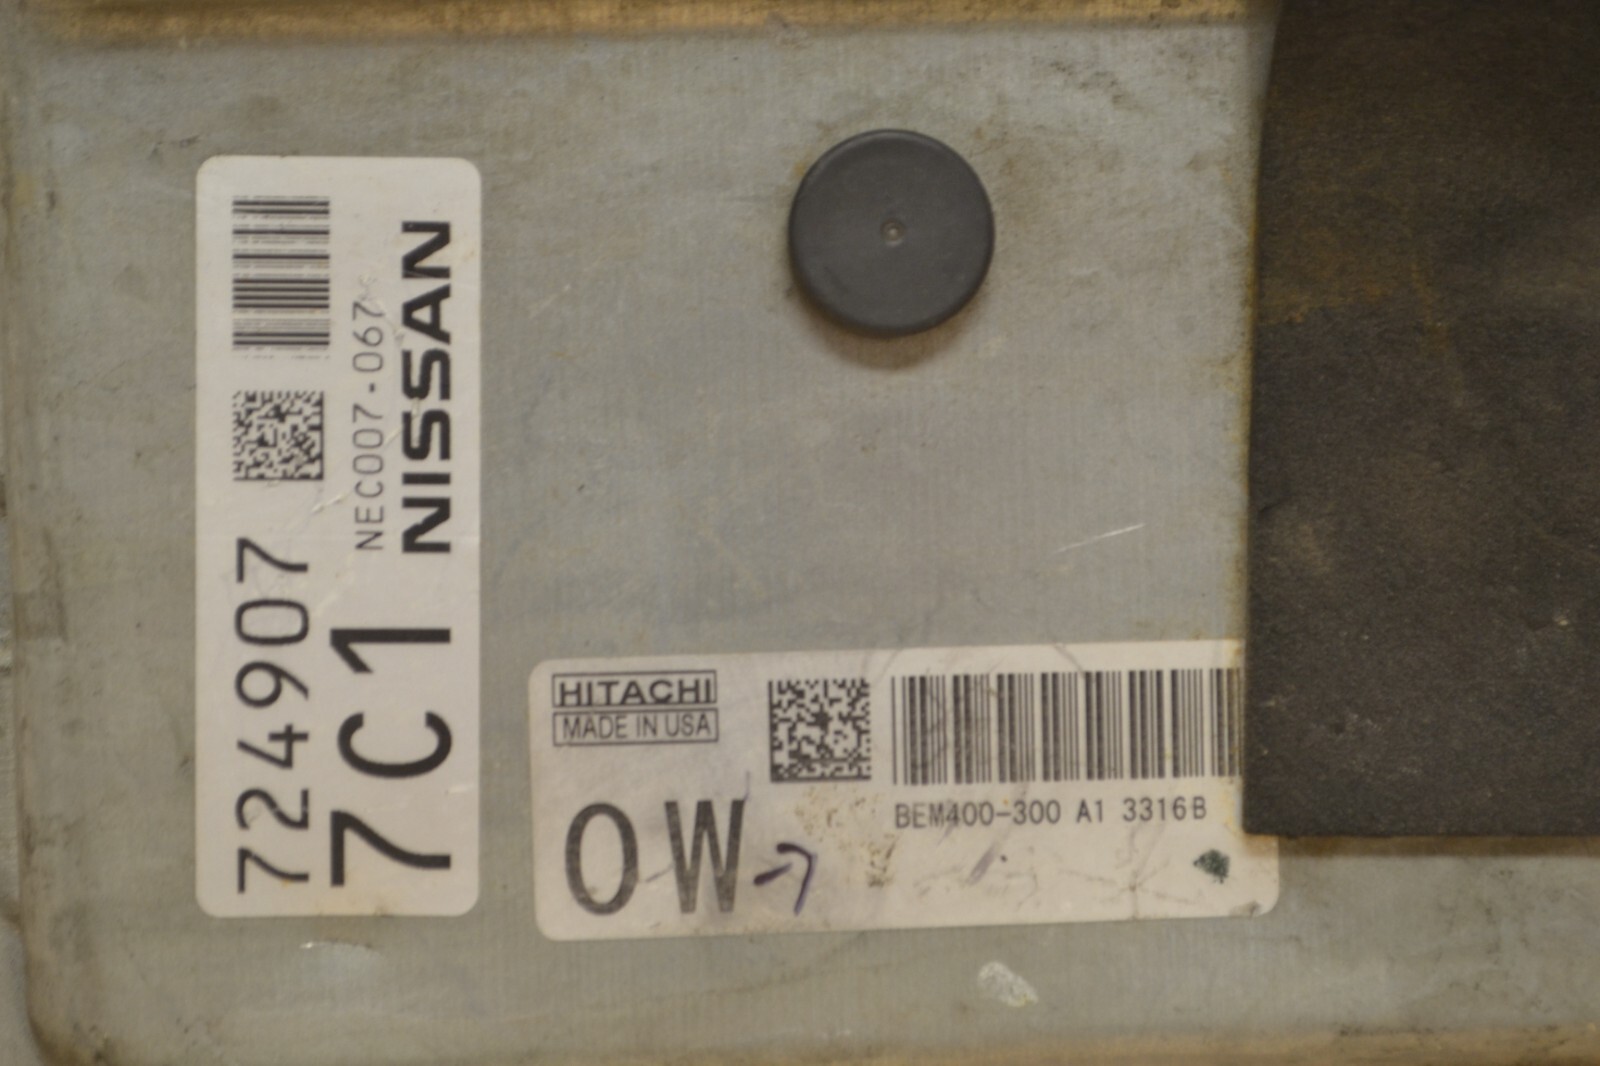 724907
7C1
NEC007-067
NISSAN
HITACHI
MADE IN USA
BEM400-300 A1 3316B
0W